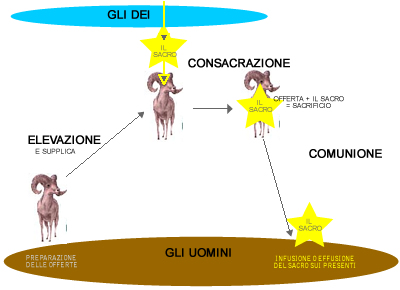 GLI DEI
IL
SACRO
CONSACRAZIONE
IL
SACRO
OFFERTA + IL SACRO
= SACRIFICIO
ELEVAZIONE
E SUPPLICA
COMUNIONE
IL
SACRO
GLI UOMINI
PREPARAZIONE
DELLE OFFERTE
INFUSIONE O EFFUSIONE
DEL SACRO SUI PRESENTI